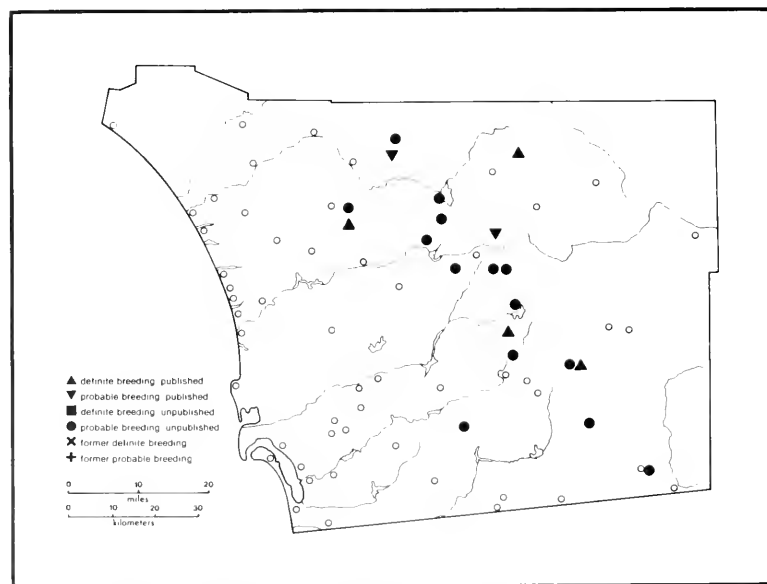 ▲ definite breeding published
▼ probable breeding published
■ definite breeding unpublished
● probable breeding unpublished
✕ former definite breeding
+ former probable breeding
0 10 20
miles
0 10 20 30
kilometers